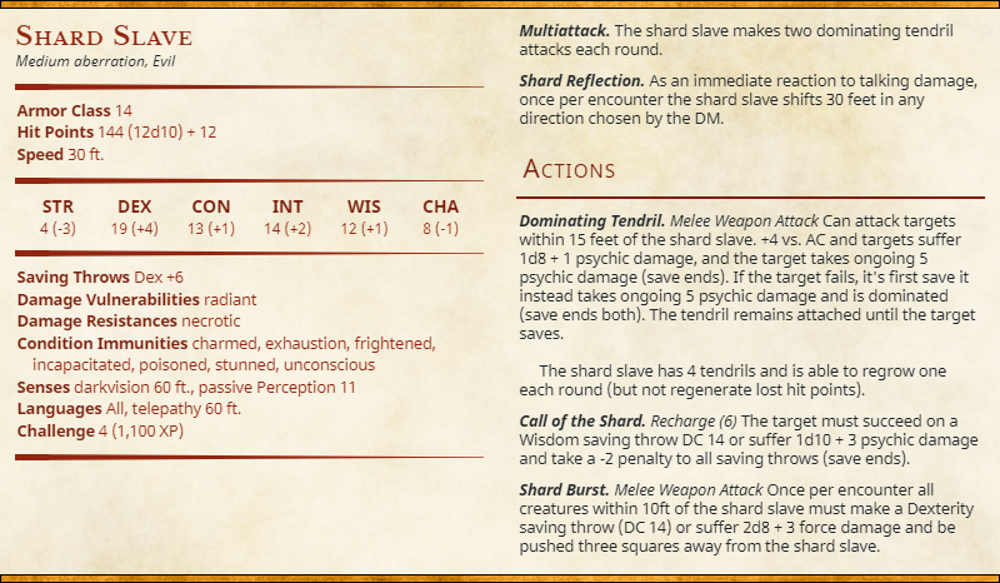 Shard Slave
Medium aberration, Evil
Armor Class 14
Hit Points 144 (12d10) + 12
Speed 30 ft.
STR DEX CON INT WIS CHA
4 (-3) 19 (+4) 13 (+1) 14 (+2) 12 (+1) 8 (-1)
Saving Throws Dex +6
Damage Vulnerabilities radiant
Damage Resistances necrotic
Condition Immunities charmed, exhaustion, frightened,
incapacitated, poisoned, stunned, unconscious
Senses darkvision 60 ft., passive Perception 11
Languages All, telepathy 60 ft.
Challenge 4 (1,100 XP)
Multiattack. The shard slave makes two dominating tendril
attacks each round.
Shard Reflection. As an immediate reaction to talking damage,
once per encounter the shard slave shifts 30 feet in any
direction chosen by the DM.
Actions
Dominating Tendril. Melee Weapon Attack Can attack targets
within 15 feet of the shard slave. +4 vs. AC and targets suffer
1d8 + 1 psychic damage, and the target takes ongoing 5
psychic damage (save ends). If the target fails, it's first save it
instead takes ongoing 5 psychic damage and is dominated
(save ends both). The tendril remains attached until the target
saves.
The shard slave has 4 tendrils and is able to regrow one
each round (but not regenerate lost hit points).
Call of the Shard. Recharge (6) The target must succeed on a
Wisdom saving throw DC 14 or suffer 1d10 + 3 psychic damage
and take a -2 penalty to all saving throws (save ends).
Shard Burst. Melee Weapon Attack Once per encounter all
creatures within 10ft of the shard slave must make a Dexterity
saving throw (DC 14) or suffer 2d8 + 3 force damage and be
pushed three squares away from the shard slave.